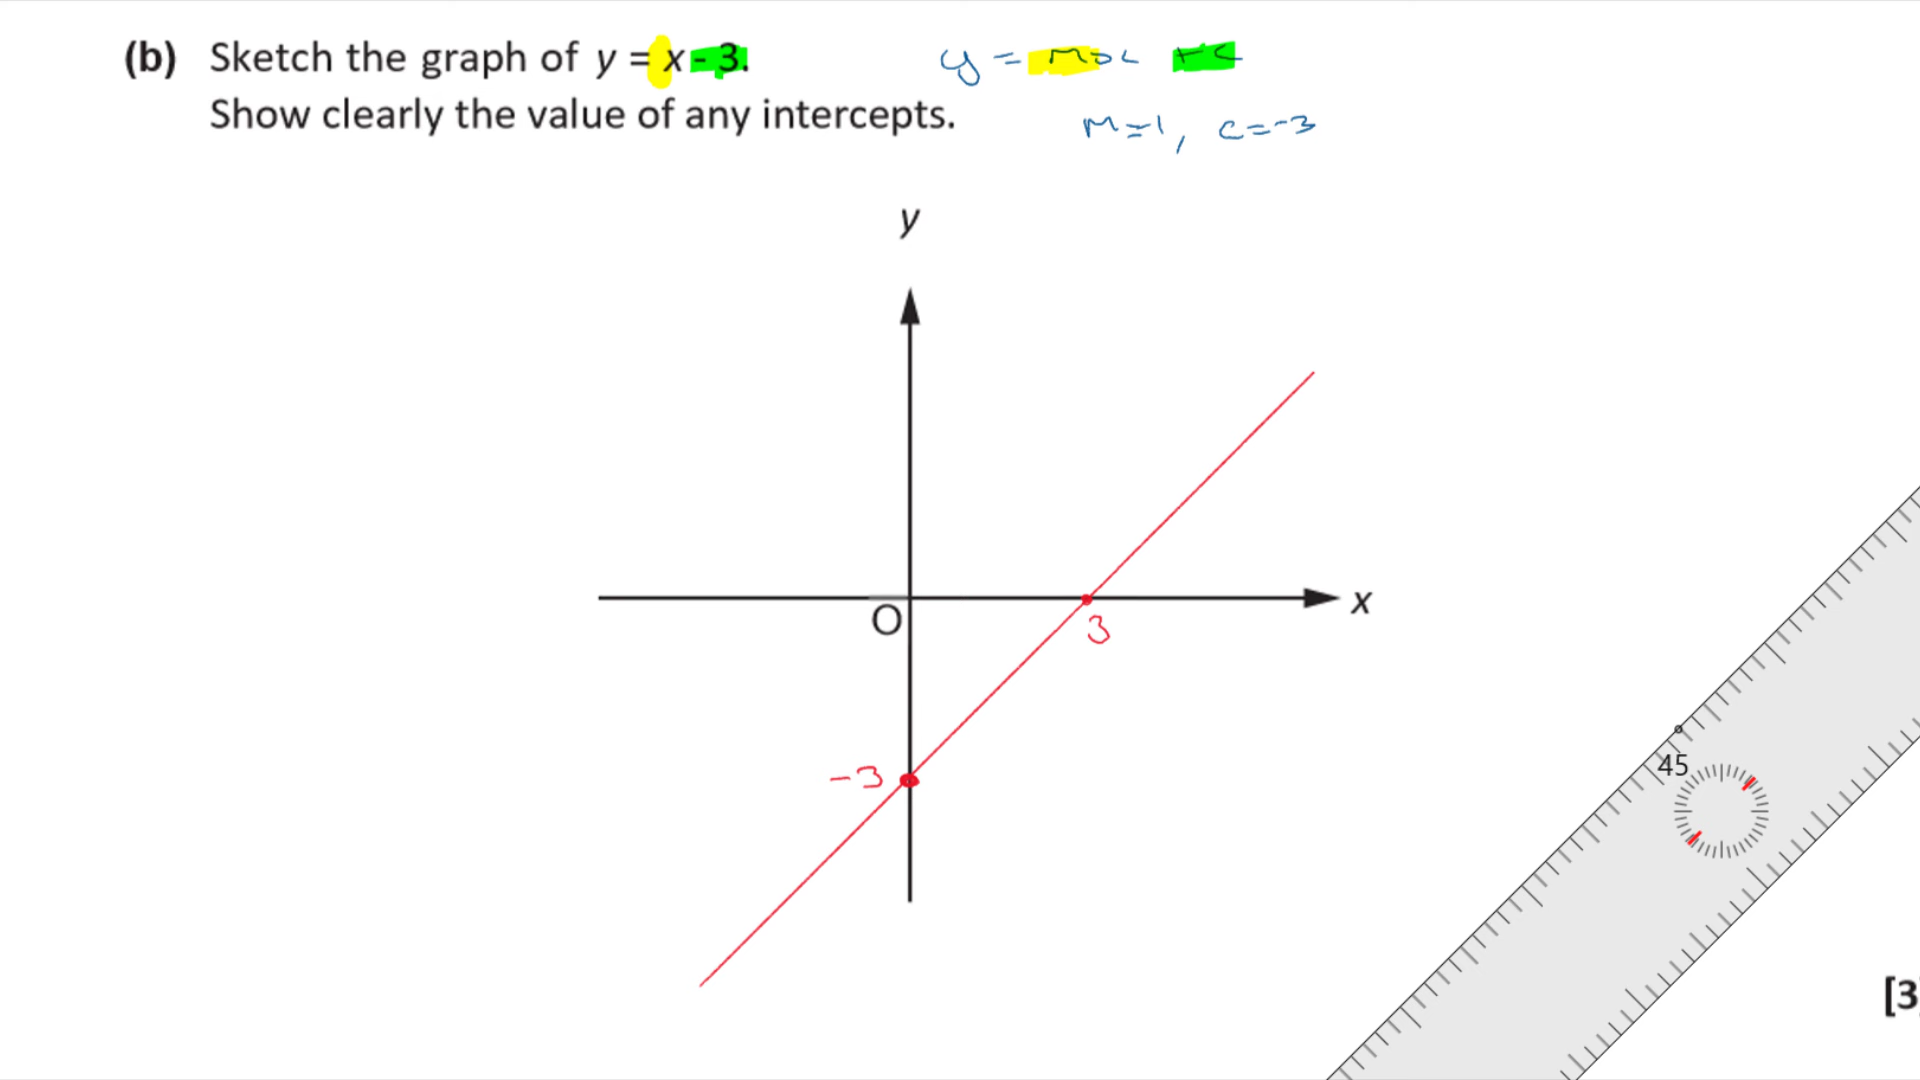 (b) Sketch the graph of y = x - 3.
y = mx + c
Show clearly the value of any intercepts.
m=1, c=-3
y
x
O
3
-3
45
[3]